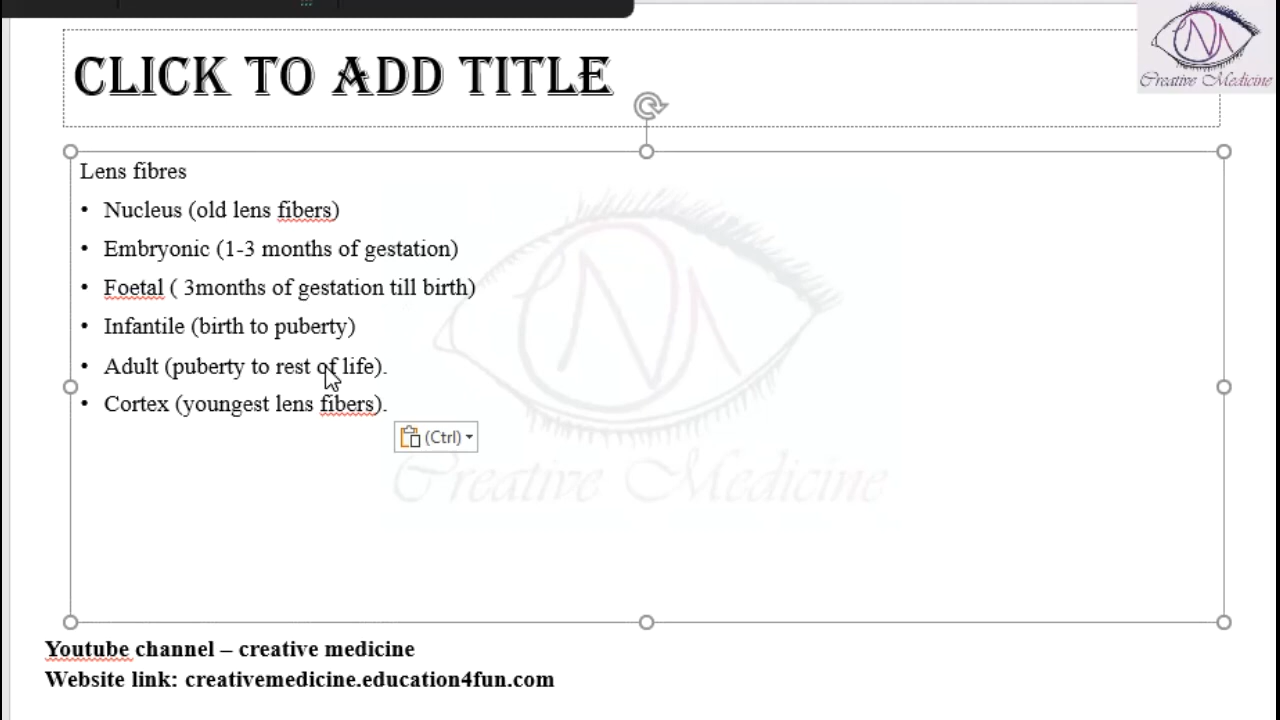 CLICK TO ADD TITLE
Creative Medicine
Lens fibres
• Nucleus (old lens fibers)
• Embryonic (1-3 months of gestation)
• Foetal ( 3months of gestation till birth)
• Infantile (birth to puberty)
• Adult (puberty to rest of life).
• Cortex (youngest lens fibers).
(Ctrl)
Creative Medicine
Youtube channel – creative medicine
Website link: creativemedicine.education4fun.com